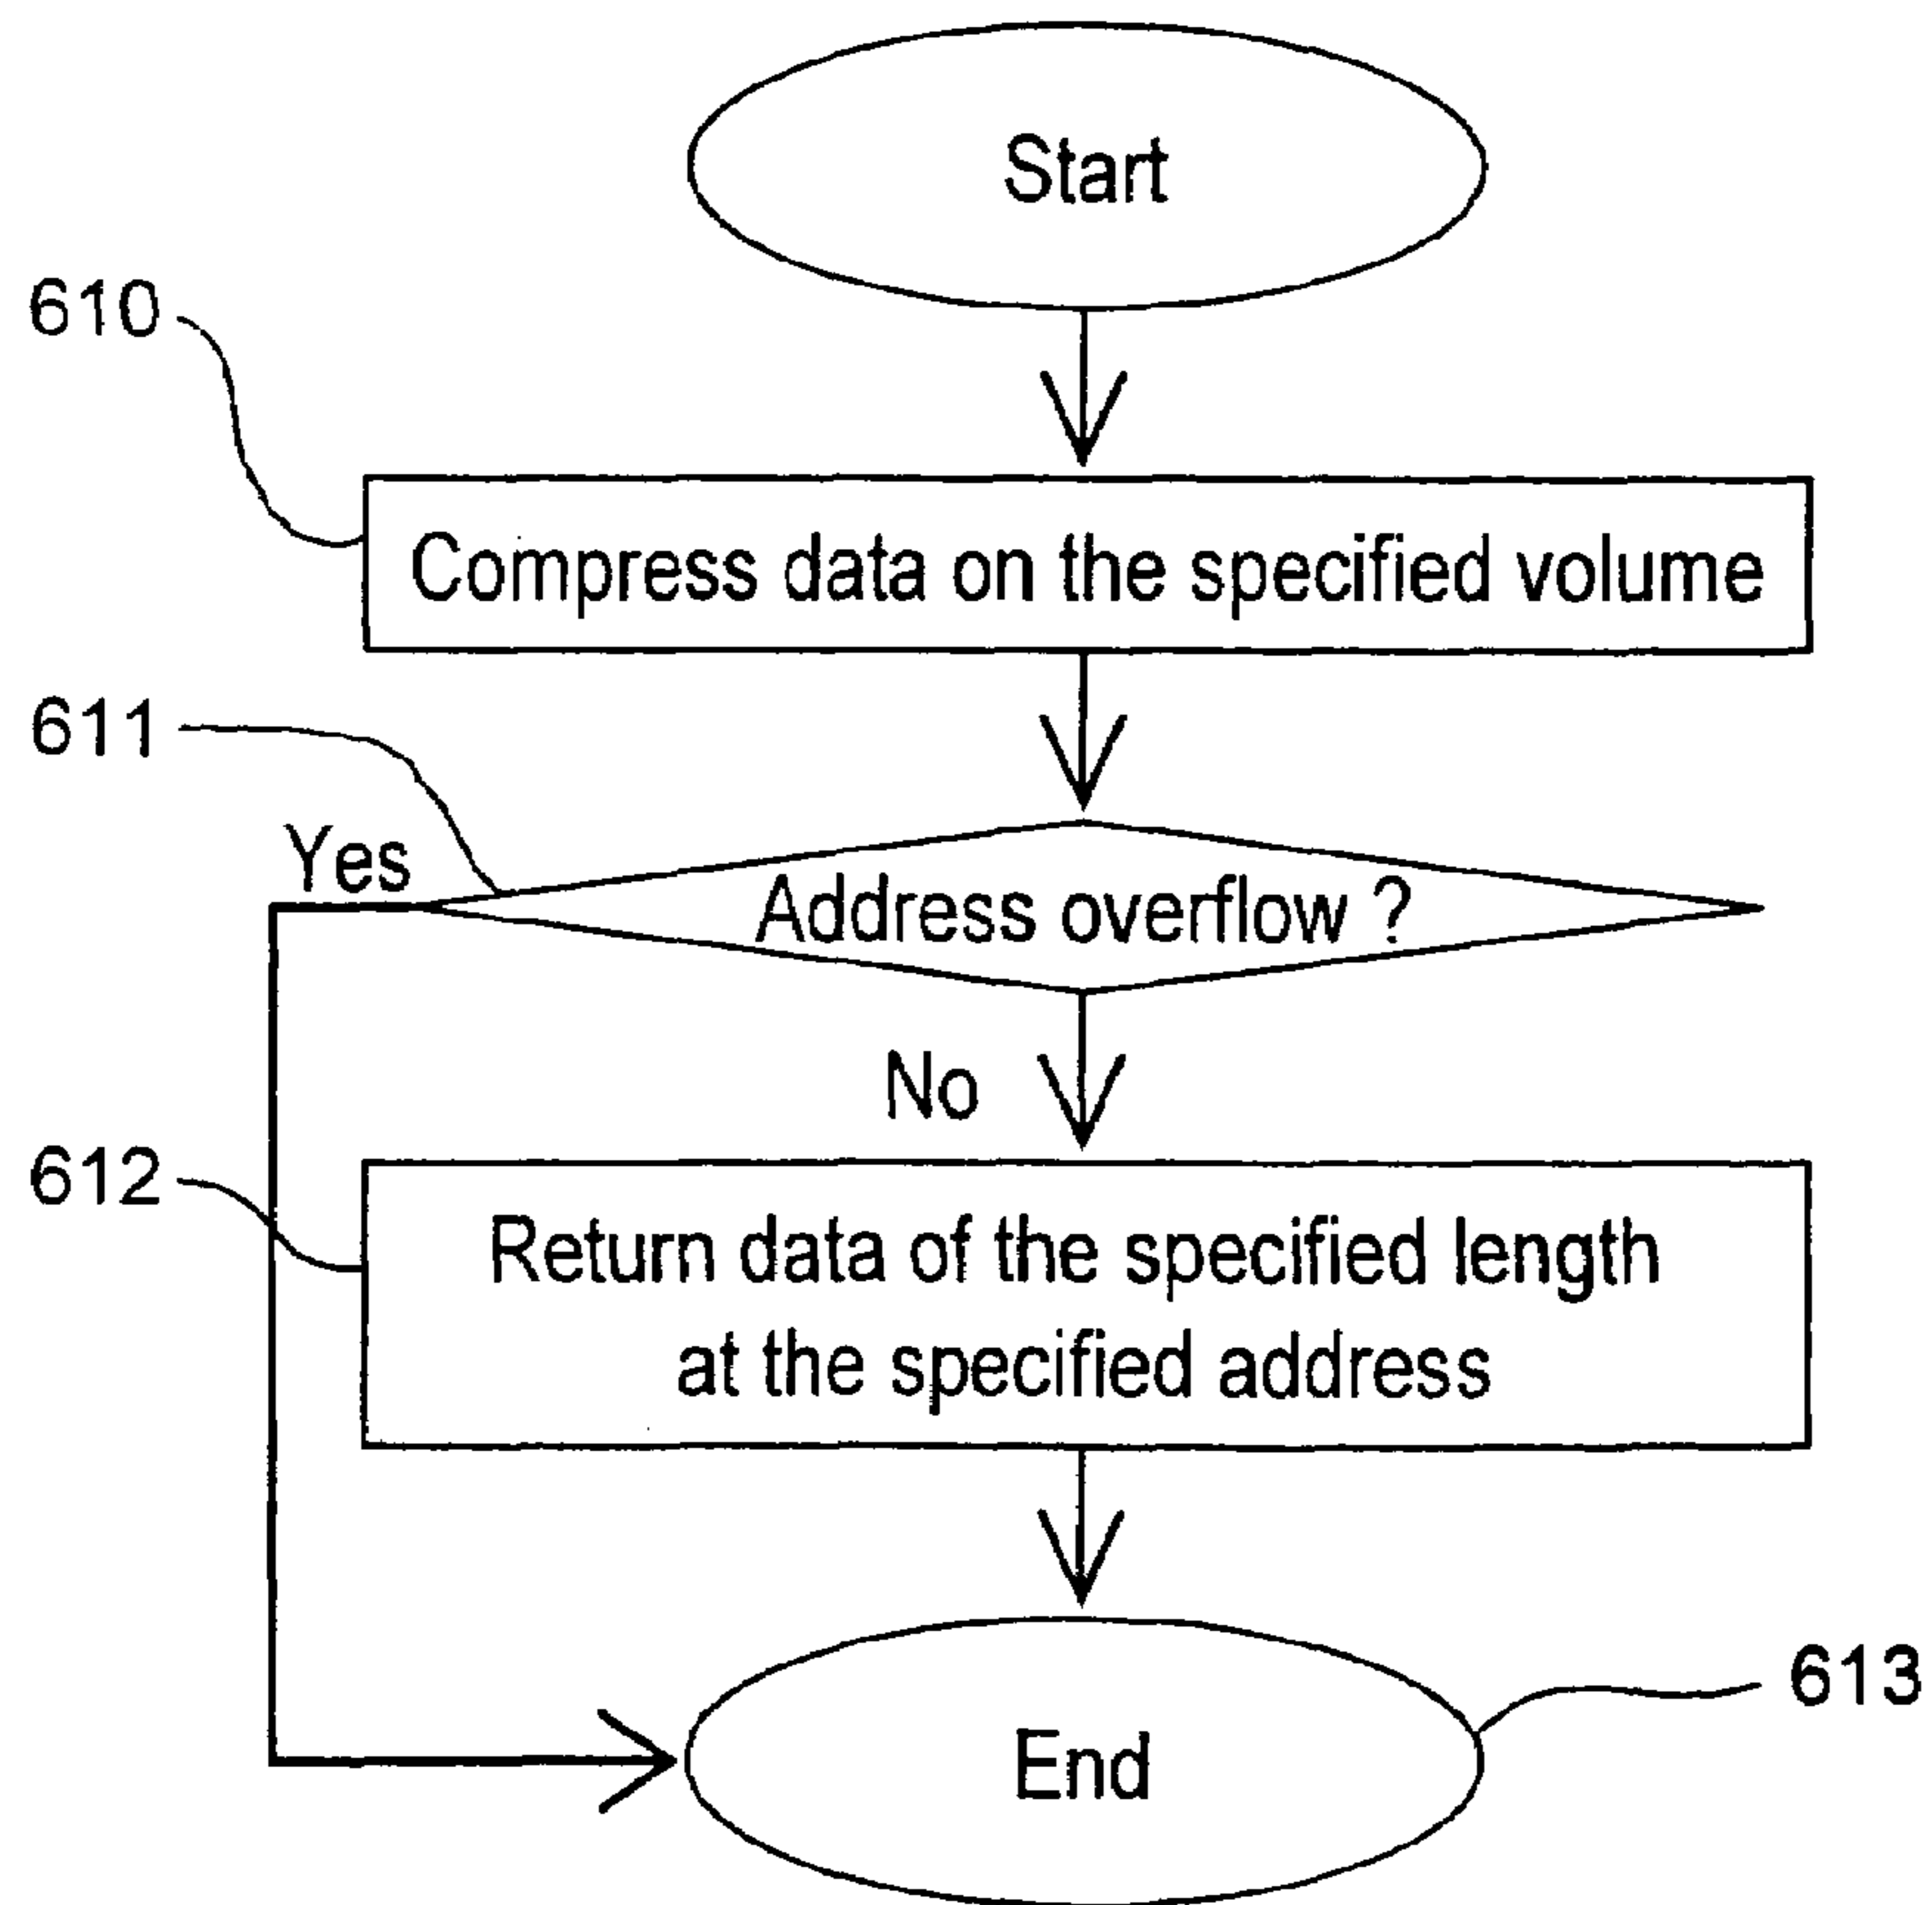 Start
610
Compress data on the specified volume
611
Yes
Address overflow ?
No
612
Return data of the specified length
at the specified address
613
End